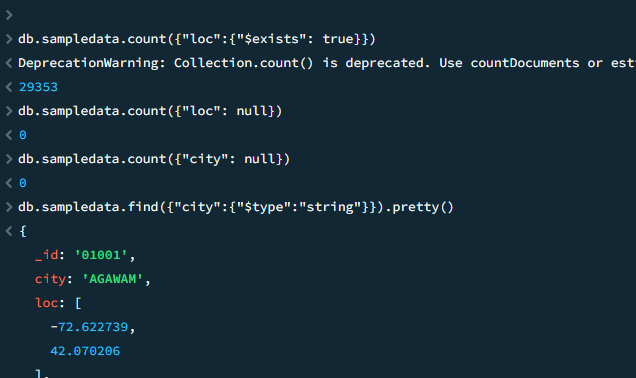 >
> db.sampledata.count({"loc":{"$exists": true}})
< DeprecationWarning: Collection.count() is deprecated. Use countDocuments or est
< 29353
> db.sampledata.count({"loc": null})
< 0
> db.sampledata.count({"city": null})
< 0
> db.sampledata.find({"city":{"$type":"string"}}).pretty()
< {
_id: '01001',
city: 'AGAWAM',
loc: [
-72.622739,
42.070206
],